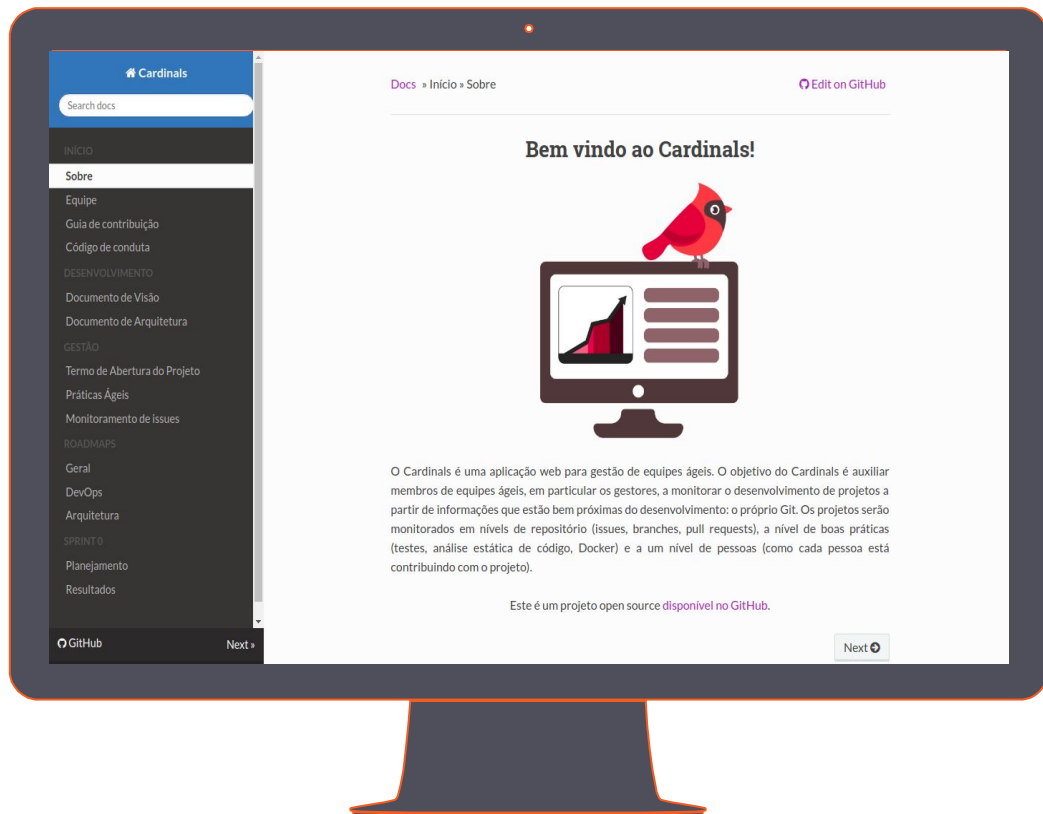 Cardinals
Search docs
INÍCIO
Sobre
Equipe
Guia de contribuição
Código de conduta
DESENVOLVIMENTO
Documento de Visão
Documento de Arquitetura
GESTÃO
Termo de Abertura do Projeto
Práticas Ágeis
Monitoramento de issues
ROADMAPS
Geral
DevOps
Arquitetura
SPRINT 0
Planejamento
Resultados
GitHub Next »
Docs » Início » Sobre Edit on GitHub
Bem vindo ao Cardinals!
O Cardinals é uma aplicação web para gestão de equipes ágeis. O objetivo do Cardinals é auxiliar
membros de equipes ágeis, em particular os gestores, a monitorar o desenvolvimento de projetos a
partir de informações que estão bem próximas do desenvolvimento: o próprio Git. Os projetos serão
monitorados em níveis de repositório (issues, branches, pull requests), a nível de boas práticas
(testes, análise estática de código, Docker) e a um nível de pessoas (como cada pessoa está
contribuindo com o projeto).
Este é um projeto open source disponível no GitHub.
Next